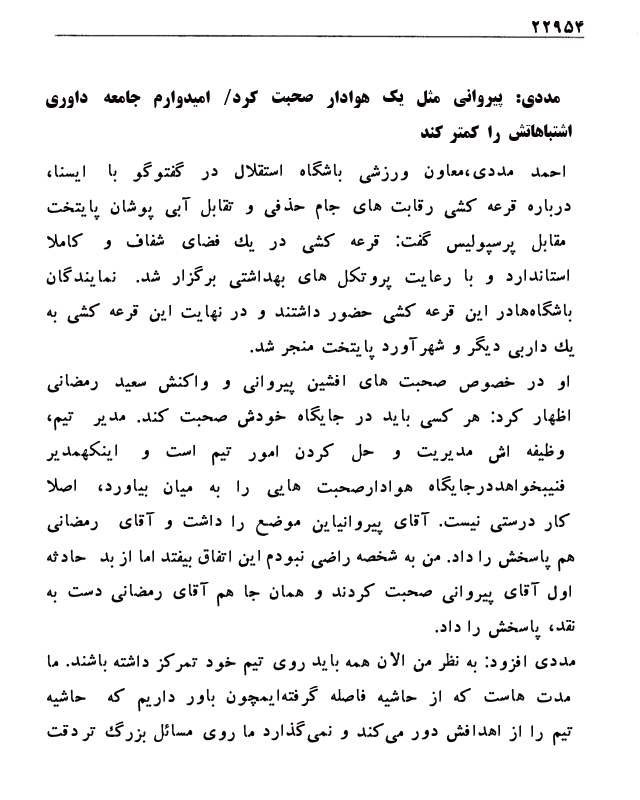 ۲۲۹۵۴
مددی: پیروانی مثل یک هوادار صحبت کرد/ امیدوارم جامعه داوری
اشتباهاتش را کمتر کند
احمد مددی،معاون ورزشی باشگاه استقلال در گفتوگو با ایسنا،
درباره قرعه کشی رقابت های جام حذفی و تقابل آبی پوشان پایتخت
مقابل پرسپولیس گفت: قرعه کشی در یك فضای شفاف و کاملا
استاندارد و با رعایت پروتکل های بهداشتی برگزار شد. نمایندگان
باشگاه‌هادر این قرعه کشی حضور داشتند و در نهایت این قرعه کشی به
یك داربی دیگر و شهرآورد پایتخت منجر شد.
او در خصوص صحبت های افشین پیروانی و واکنش سعید رمضانی
اظهار کرد: هر کسی باید در جایگاه خودش صحبت کند. مدیر تیم،
وظیفه اش مدیریت و حل کردن امور تیم است و اینکهمدیر
فنیبخواهددرجایگاه هوادارصحبت هایی را به میان بیاورد، اصلا
کار درستی نیست. آقای پیروانیاین موضع را داشت و آقای رمضانی
هم پاسخش را داد. من به شخصه راضی نبودم این اتفاق بیفتد اما از بد حادثه
اول آقای پیروانی صحبت کردند و همان جا هم آقای رمضانی دست به
نقد، پاسخش را داد.
مددی افزود: به نظر من الان همه باید روی تیم خود تمرکز داشته باشند. ما
مدت هاست که از حاشیه فاصله گرفته‌ایمچون باور داریم که حاشیه
تیم را از اهدافش دور می‌کند و نمی‌گذارد ما روی مسائل بزرگ تر دقت